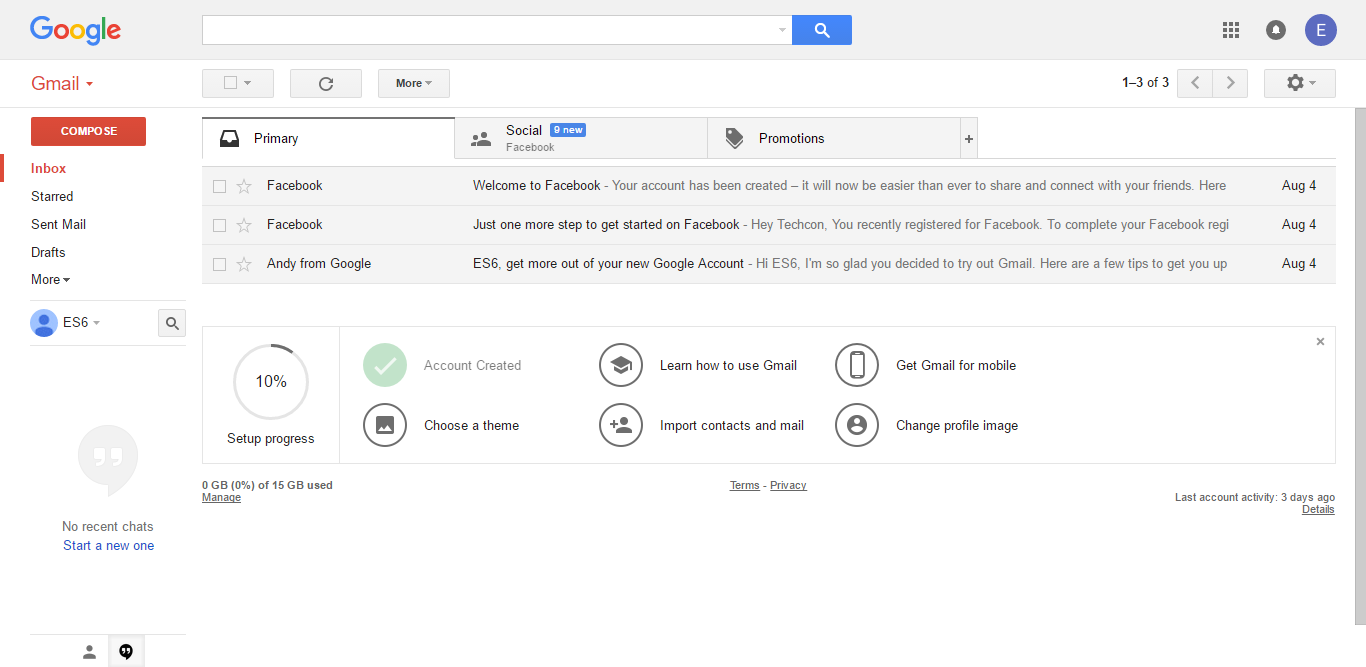 Google
E
Gmail
More
1–3 of 3
COMPOSE
Inbox
Starred
Sent Mail
Drafts
More
ES6
No recent chats
Start a new one
Primary
Social 9 new
Facebook
Promotions
+
Facebook Welcome to Facebook - Your account has been created – it will now be easier than ever to share and connect with your friends. Here Aug 4
Facebook Just one more step to get started on Facebook - Hey Techcon, You recently registered for Facebook. To complete your Facebook regi Aug 4
Andy from Google ES6, get more out of your new Google Account - Hi ES6, I'm so glad you decided to try out Gmail. Here are a few tips to get you up Aug 4
10%
Setup progress
Account Created
Learn how to use Gmail
Get Gmail for mobile
Choose a theme
Import contacts and mail
Change profile image
0 GB (0%) of 15 GB used
Manage
Terms - Privacy
Last account activity: 3 days ago
Details